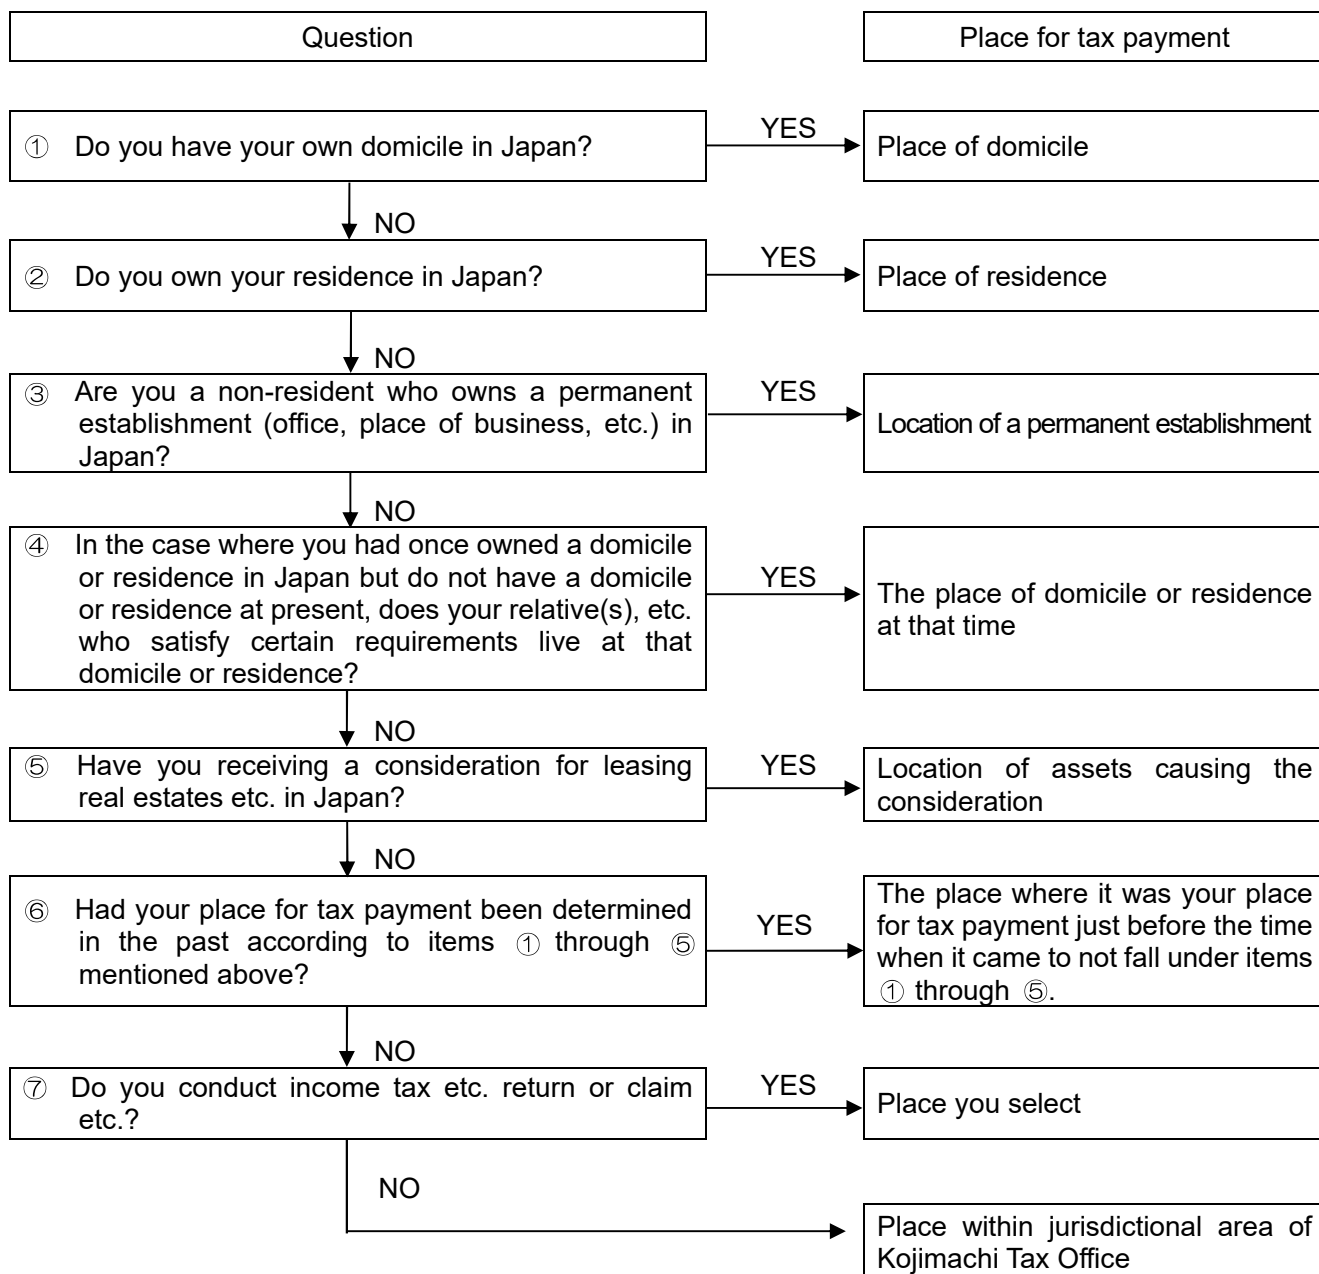 Question
Place for tax payment
① Do you have your own domicile in Japan?
YES
Place of domicile
NO
② Do you own your residence in Japan?
YES
Place of residence
NO
③ Are you a non-resident who owns a permanent
establishment (office, place of business, etc.) in
Japan?
YES
Location of a permanent establishment
NO
④ In the case where you had once owned a domicile
or residence in Japan but do not have a domicile
or residence at present, does your relative(s), etc.
who satisfy certain requirements live at that
domicile or residence?
YES
The place of domicile or residence
at that time
NO
⑤ Have you receiving a consideration for leasing
real estates etc. in Japan?
YES
Location of assets causing the
consideration
NO
⑥ Had your place for tax payment been determined
in the past according to items ① through ⑤
mentioned above?
YES
The place where it was your place
for tax payment just before the time
when it came to not fall under items
① through ⑤.
NO
⑦ Do you conduct income tax etc. return or claim
etc.?
YES
Place you select
NO
Place within jurisdictional area of
Kojimachi Tax Office